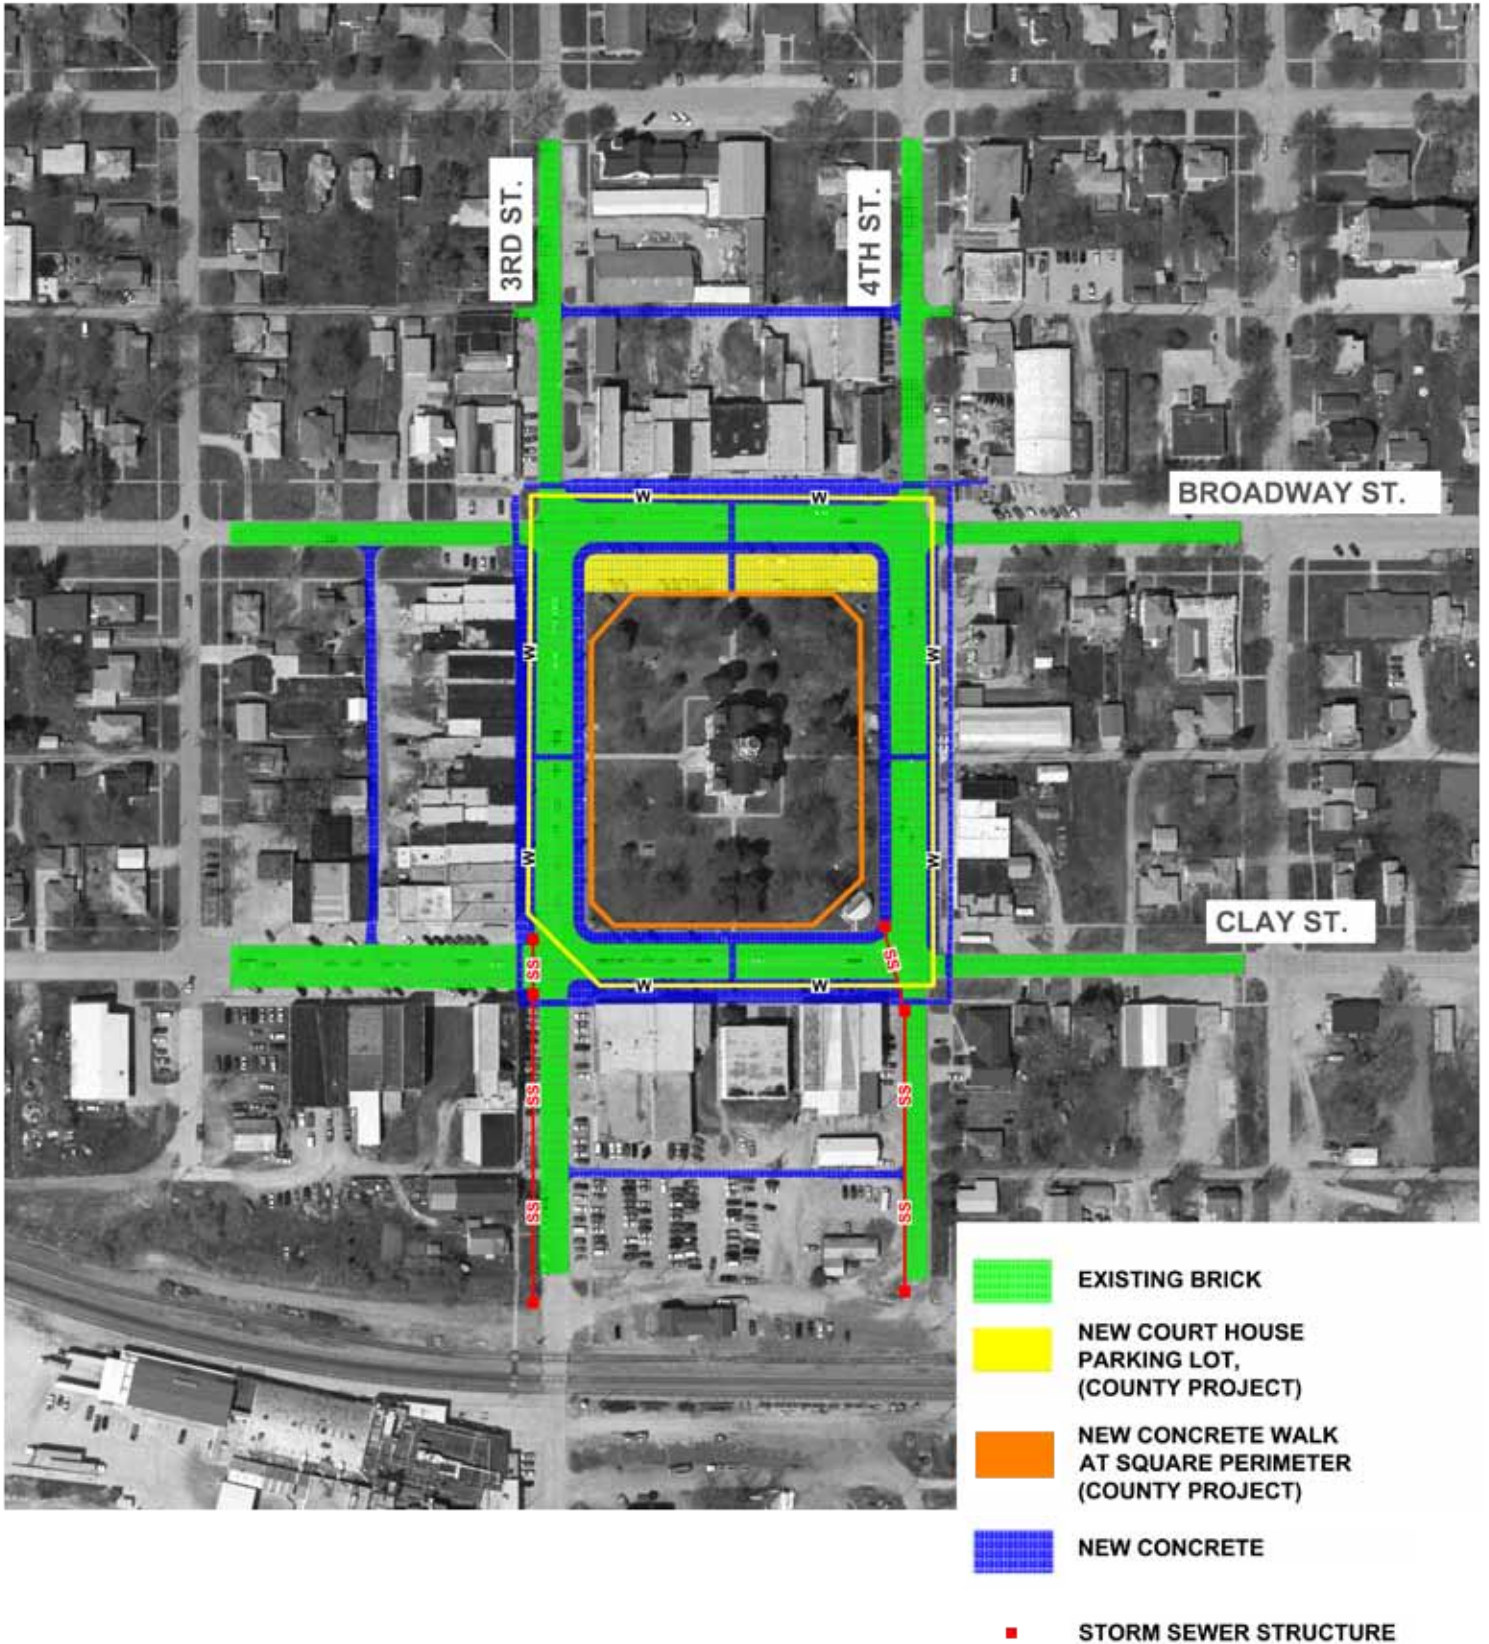 3RD ST.
4TH ST.
BROADWAY ST.
W
W
W
W
W
W
CLAY ST.
SS
SS
W
W
SS
SS
SS
SS
EXISTING BRICK
NEW COURT HOUSE
PARKING LOT,
(COUNTY PROJECT)
NEW CONCRETE WALK
AT SQUARE PERIMETER
(COUNTY PROJECT)
NEW CONCRETE
STORM SEWER STRUCTURE